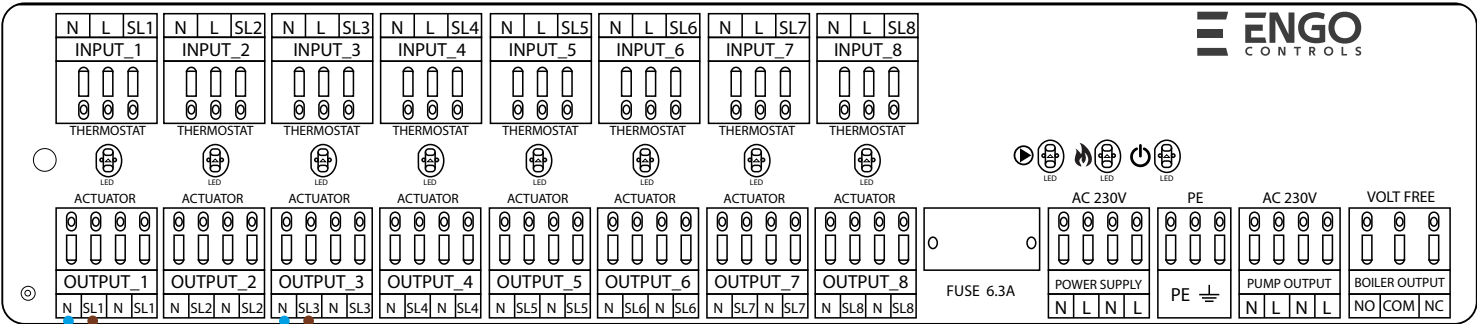 N L SL1 N L SL2 N L SL3 N L SL4 N L SL5 N L SL6 N L SL7 N L SL8
ENGO
CONTROLS
INPUT_1 INPUT_2 INPUT_3 INPUT_4 INPUT_5 INPUT_6 INPUT_7 INPUT_8
THERMOSTAT THERMOSTAT THERMOSTAT THERMOSTAT THERMOSTAT THERMOSTAT THERMOSTAT THERMOSTAT
LED LED LED LED LED LED LED LED LED LED LED
ACTUATOR ACTUATOR ACTUATOR ACTUATOR ACTUATOR ACTUATOR ACTUATOR ACTUATOR AC 230V PE AC 230V VOLT FREE
OUTPUT_1 OUTPUT_2 OUTPUT_3 OUTPUT_4 OUTPUT_5 OUTPUT_6 OUTPUT_7 OUTPUT_8 FUSE 6.3A POWER SUPPLY PE PUMP OUTPUT BOILER OUTPUT
N SL1 N SL1 N SL2 N SL2 N SL3 N SL3 N SL4 N SL4 N SL5 N SL5 N SL6 N SL6 N SL7 N SL7 N SL8 N SL8 N L N L N L N L NO COM NC